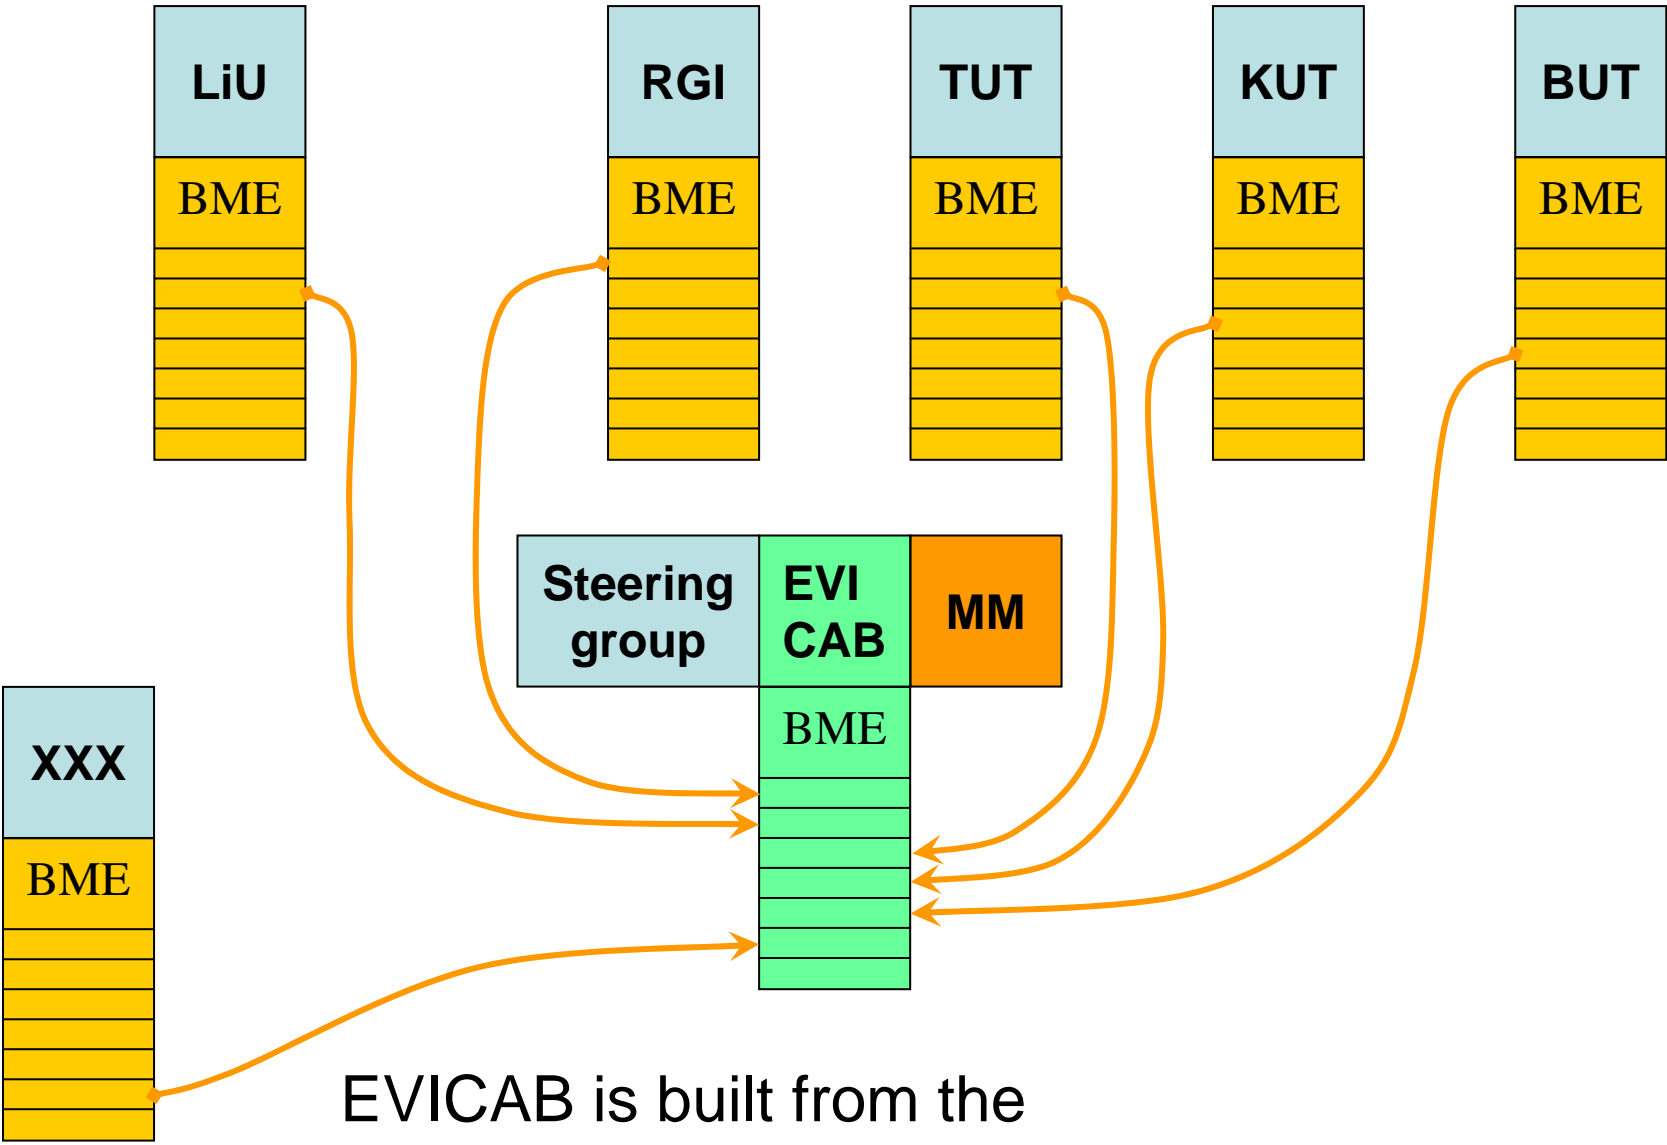 LiU
RGI
TUT
KUT
BUT
BME
BME
BME
BME
BME
Steering
group
EVI
CAB
MM
BME
XXX
BME
EVICAB is built from the